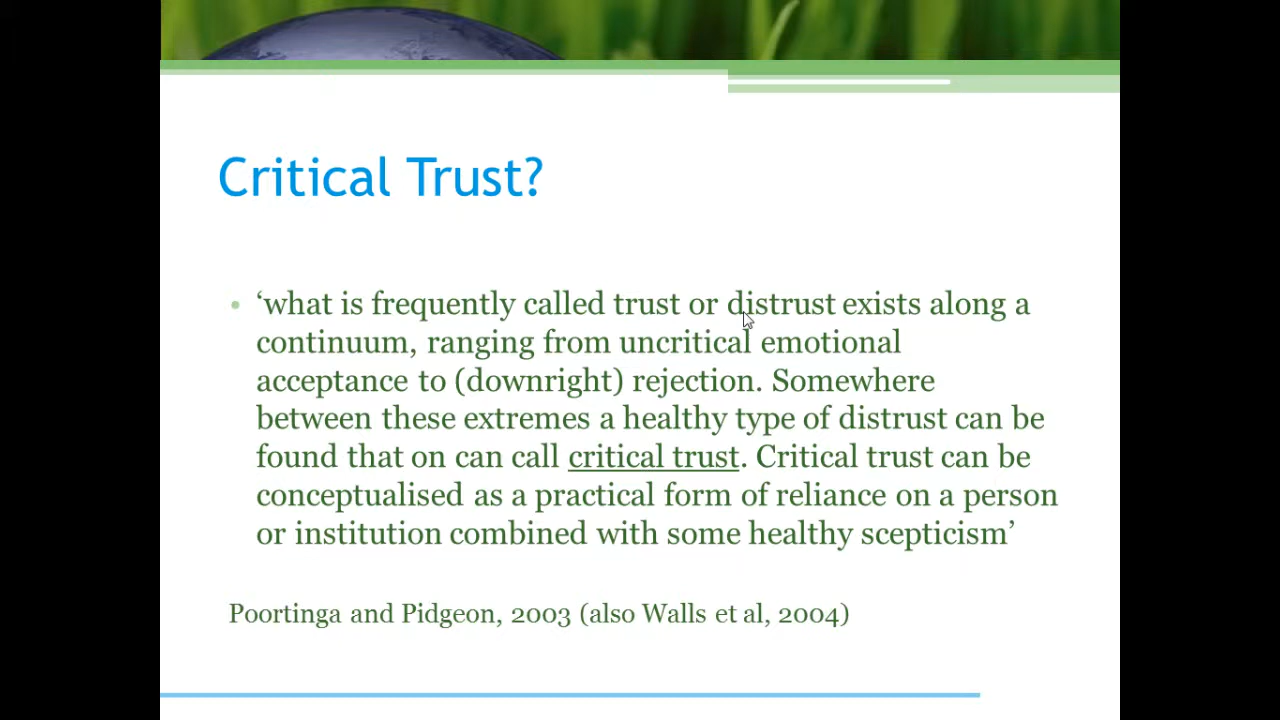 Critical Trust?
• ‘what is frequently called trust or distrust exists along a
continuum, ranging from uncritical emotional
acceptance to (downright) rejection. Somewhere
between these extremes a healthy type of distrust can be
found that on can call critical trust. Critical trust can be
conceptualised as a practical form of reliance on a person
or institution combined with some healthy scepticism’
Poortinga and Pidgeon, 2003 (also Walls et al, 2004)